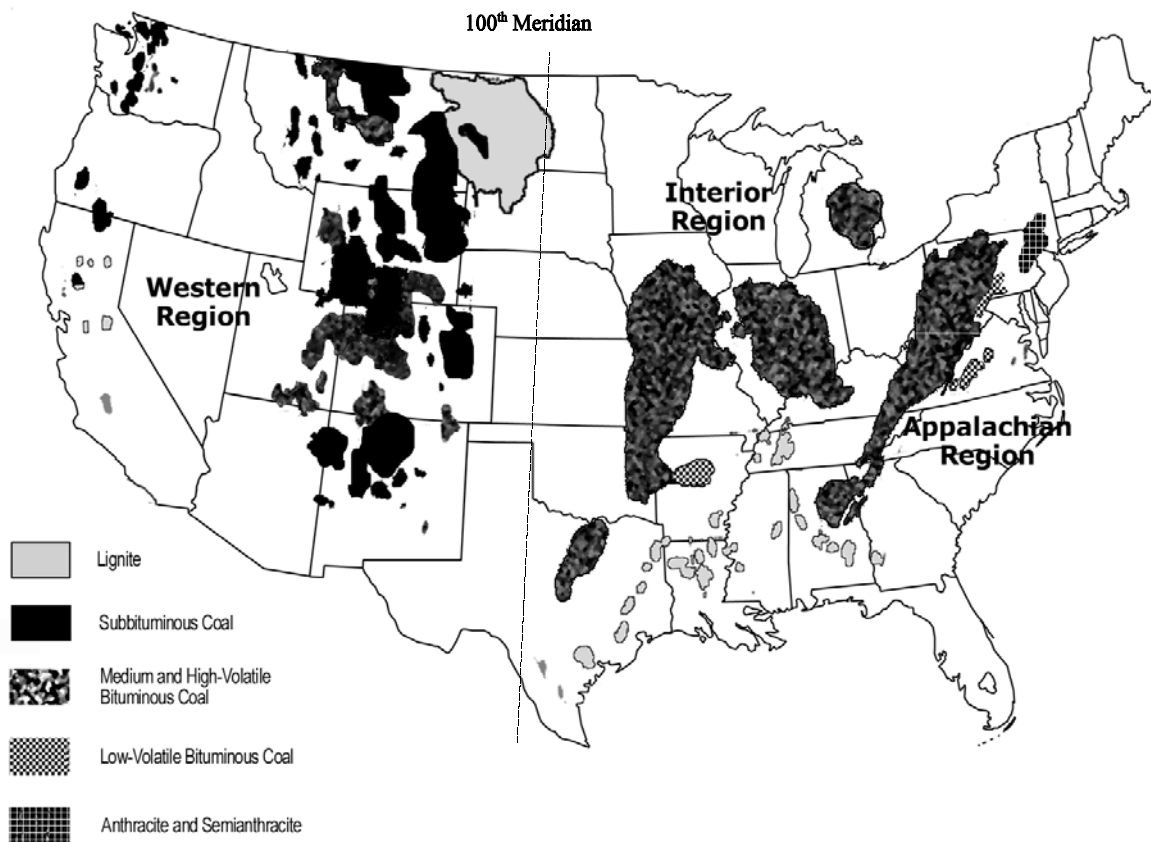 100th Meridian
Interior
Region
Western
Region
Appalachian
Region
Lignite
Subbituminous Coal
Medium and High-Volatile
Bituminous Coal
Low-Volatile Bituminous Coal
Anthracite and Semianthracite